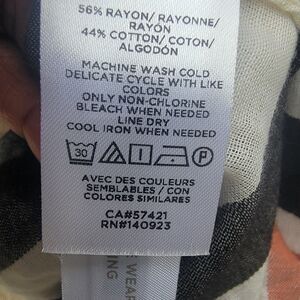 56% RAYON/ RAYONNE/
RAYÓN
44% COTTON/ COTON/
ALGODÓN
MACHINE WASH COLD
DELICATE CYCLE WITH LIKE
COLORS
ONLY NON-CHLORINE
BLEACH WHEN NEEDED
LINE DRY
COOL IRON WHEN NEEDED
30
P
AVEC DES COULEURS
SEMBLABLES / CON
COLORES SIMILARES
CA#57421
RN#140923
WEAR